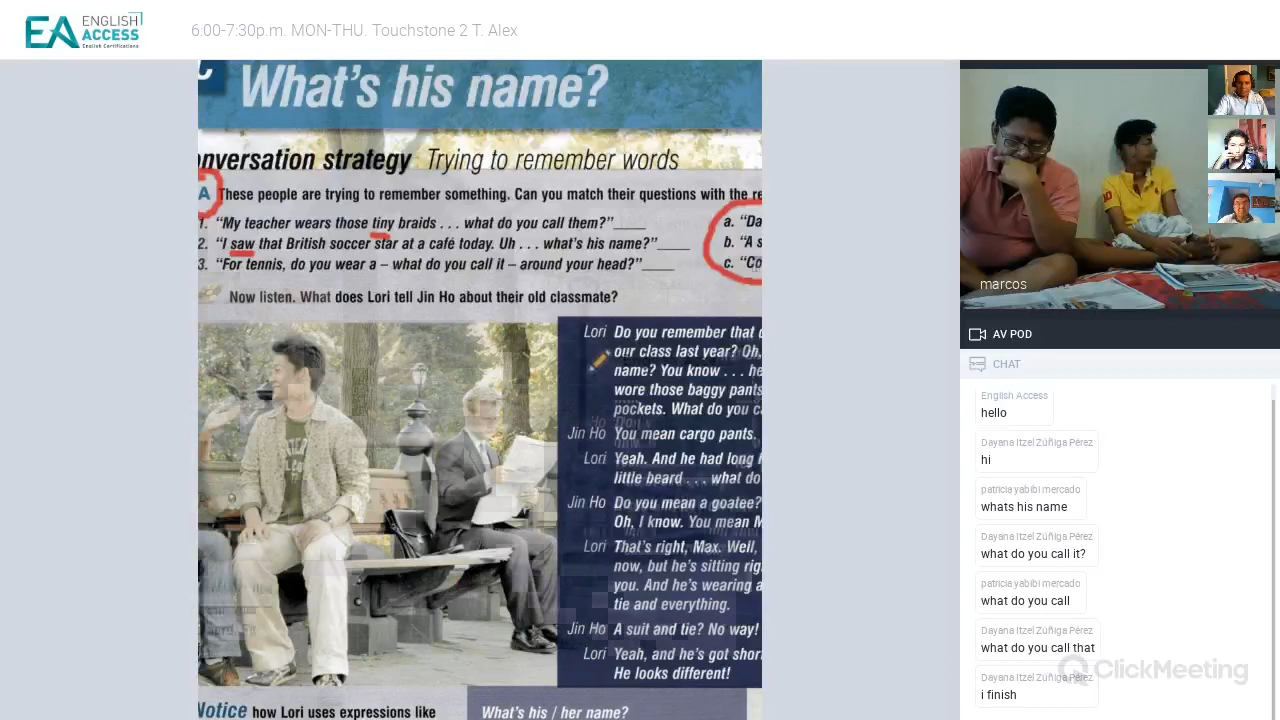 EA ENGLISH ACCESS
English Certifications
6:00-7:30p.m. MON-THU. Touchstone 2 T. Alex
What's his name?
onversation strategy Trying to remember words
A These people are trying to remember something. Can you match their questions with the re
1. "My teacher wears those tiny braids . . . what do you call them?"____
a. "Da
2. "I saw that British soccer star at a café today. Uh . . . what's his name?"____
b. "A s
3. "For tennis, do you wear a – what do you call it – around your head?"____
c. "Co
Now listen. What does Lori tell Jin Ho about their old classmate?
Lori Do you remember that
our class last year? Oh,
name? You know . . . he
wore those baggy pants
pockets. What do you ca
Jin Ho You mean cargo pants.
Lori Yeah. And he had long
little beard . . . what do
Jin Ho Do you mean a goatee?
Oh, I know. You mean M
Lori That's right, Max. Well,
now, but he's sitting rig
you. And he's wearing a
tie and everything.
Jin Ho A suit and tie? No way!
Lori Yeah, and he's got shor
He looks different!
Notice how Lori uses expressions like
What's his / her name?
marcos
AV POD
CHAT
English Access
hello
Dayana Itzel Zúñiga Pérez
hi
patricia yabibi mercado
whats his name
Dayana Itzel Zúñiga Pérez
what do you call it?
patricia yabibi mercado
what do you call
Dayana Itzel Zúñiga Pérez
what do you call that
Dayana Itzel Zúñiga Pérez
i finish
ClickMeeting